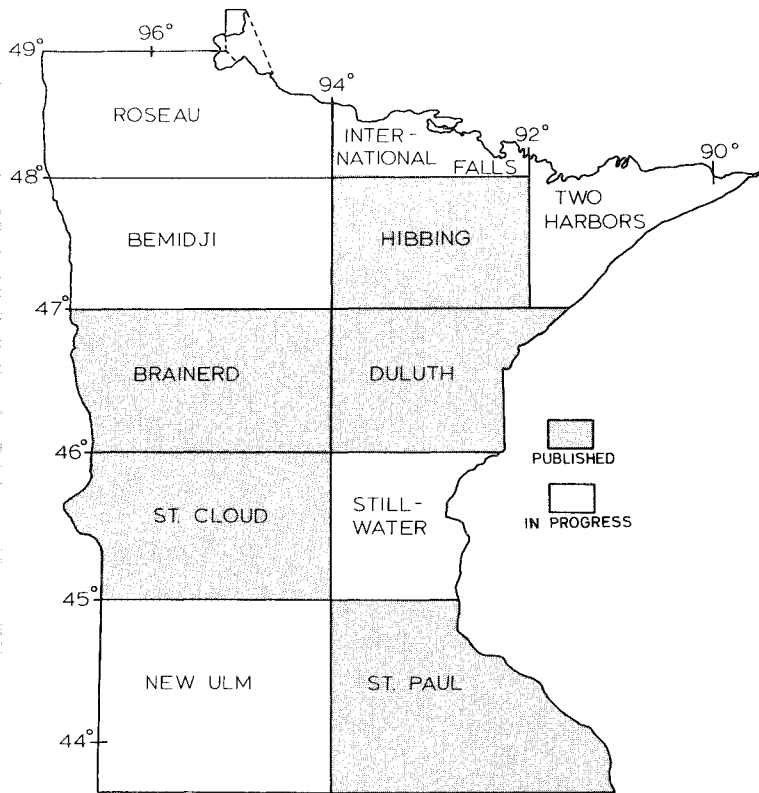 96°
49°
94°
ROSEAU
INTER-
NATIONAL
FALLS
92°
90°
48°
TWO
HARBORS
BEMIDJI
HIBBING
47°
BRAINERD
DULUTH
46°
PUBLISHED
ST. CLOUD
STILL-
WATER
IN PROGRESS
45°
NEW ULM
ST. PAUL
44°